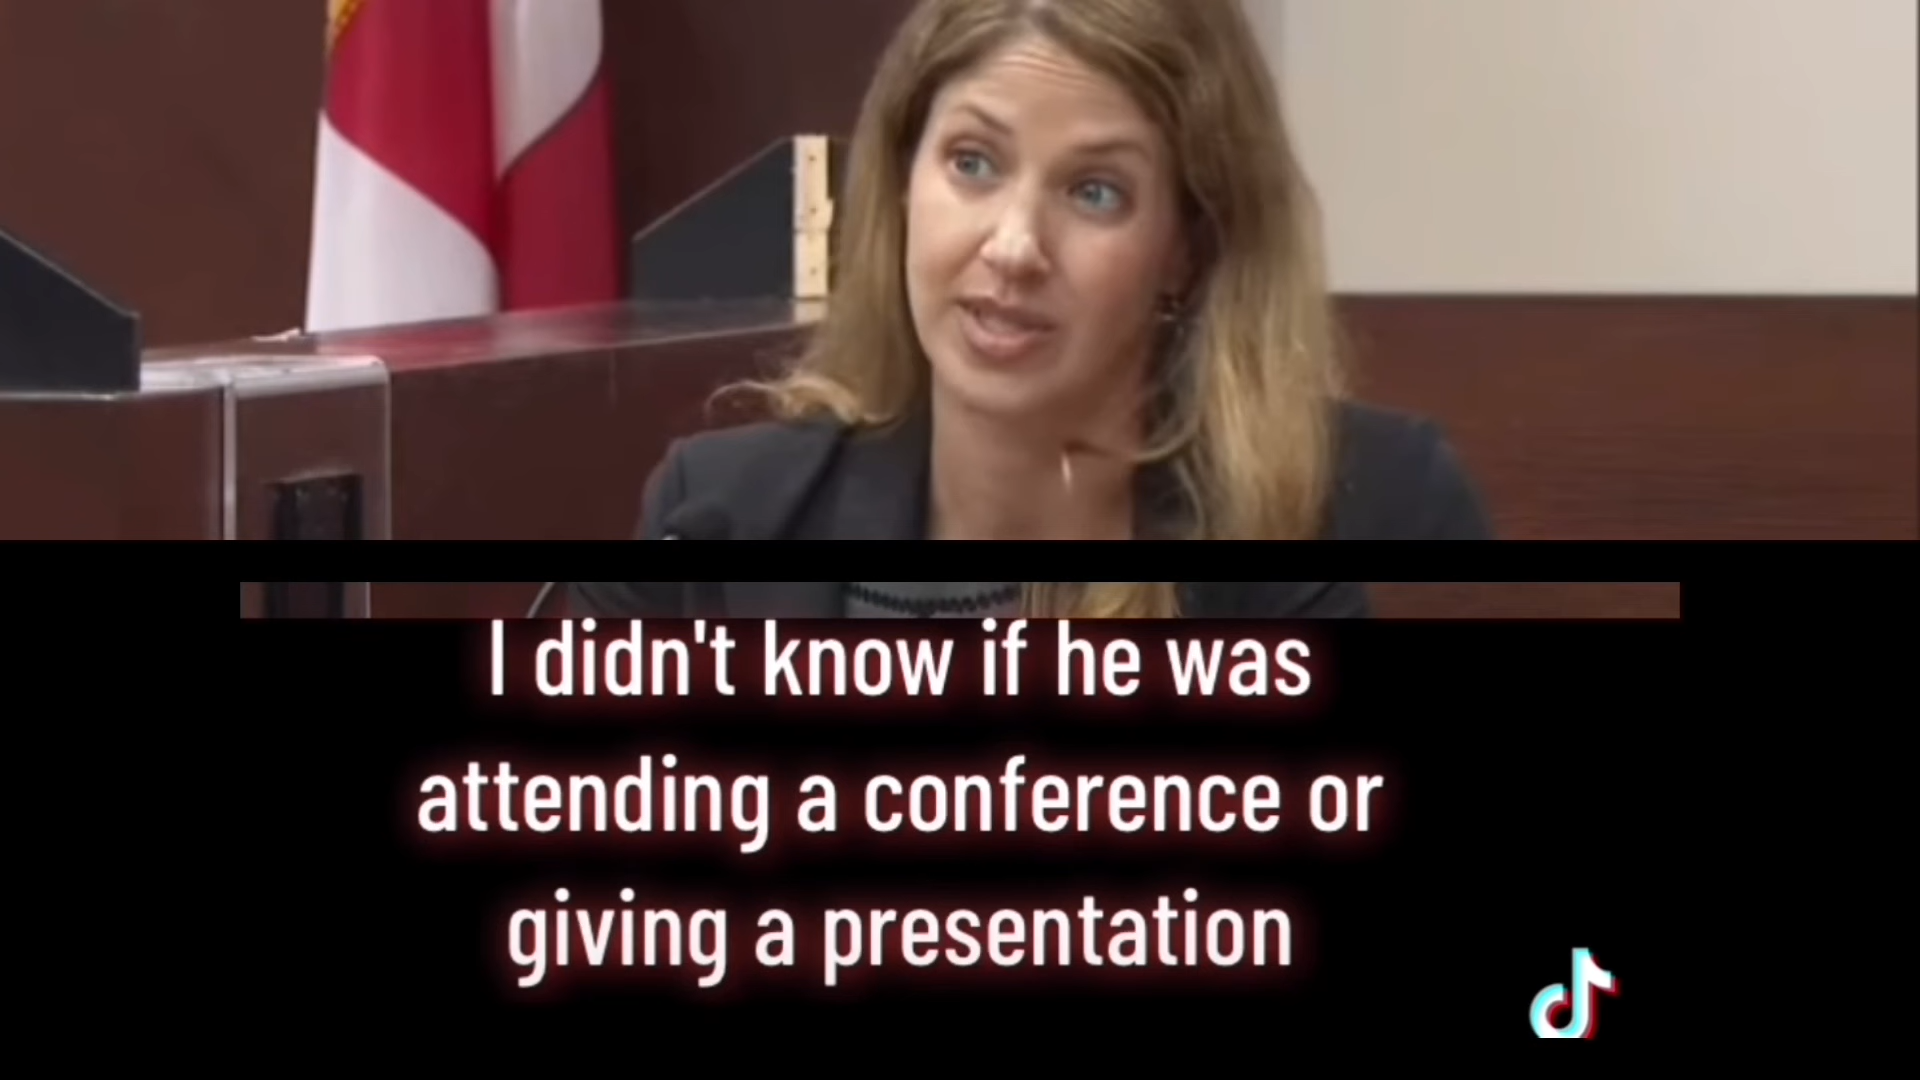 I didn't know if he was
attending a conference or
giving a presentation